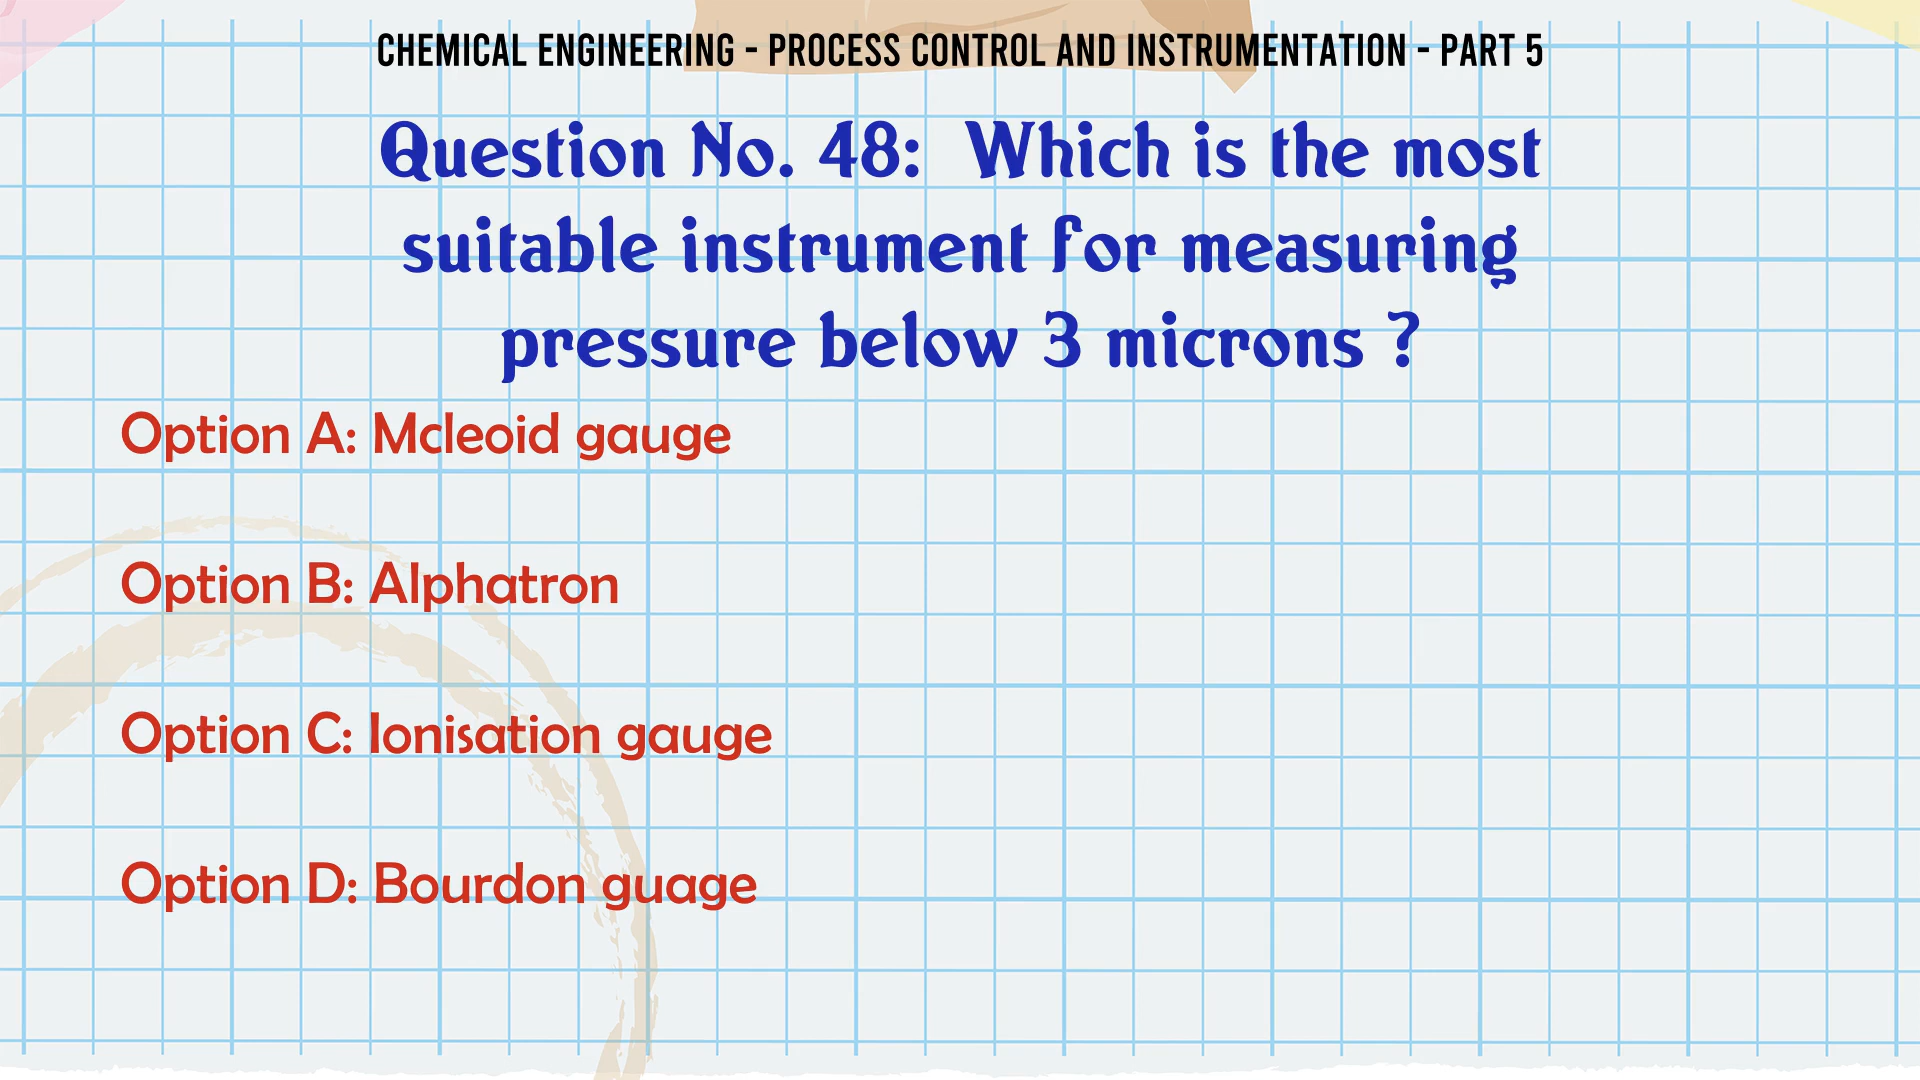 CHEMICAL ENGINEERING - PROCESS CONTROL AND INSTRUMENTATION - PART 5
Question No. 48: Which is the most
suitable instrument for measuring
pressure below 3 microns ?
Option A: Mcleoid gauge
Option B: Alphatron
Option C: Ionisation gauge
Option D: Bourdon guage